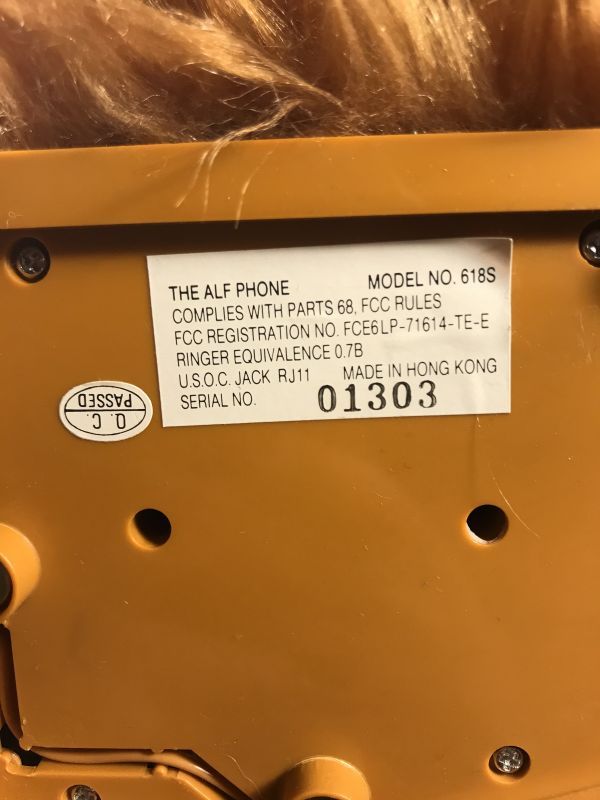 THE ALF PHONE MODEL NO. 618S
COMPLIES WITH PARTS 68, FCC RULES
FCC REGISTRATION NO. FCE6LP-71614-TE-E
RINGER EQUIVALENCE 0.7B
U.S.O.C. JACK RJ11 MADE IN HONG KONG
SERIAL NO. 01303
Q. C.
PASSED